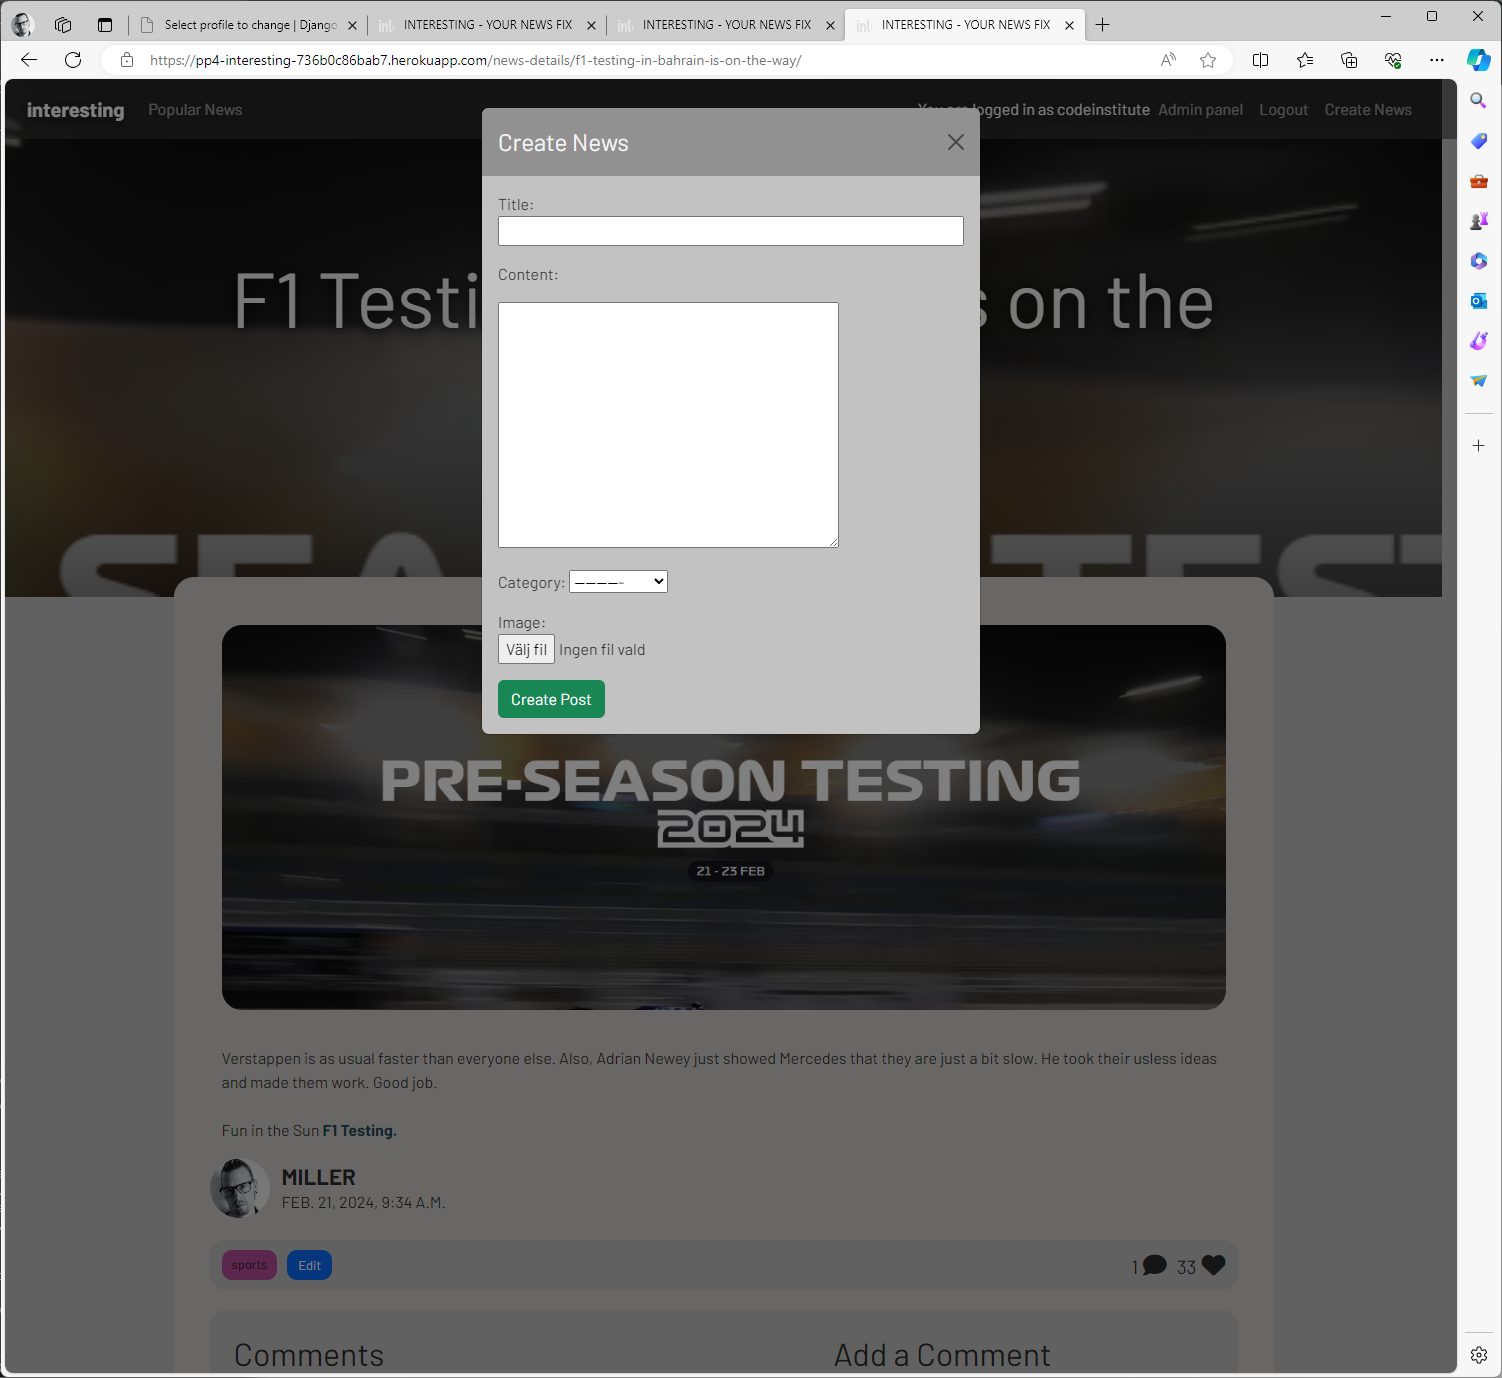 Select profile to change | Django
INTERESTING - YOUR NEWS FIX
INTERESTING - YOUR NEWS FIX
INTERESTING - YOUR NEWS FIX
https://pp4-interesting-736b0c86bab7.herokuapp.com/news-details/f1-testing-in-bahrain-is-on-the-way/
interesting Popular News
logged in as codeinstitute Admin panel Logout Create News
Create News
Title:
Content:
Category: ---------
Image:
Välj fil Ingen fil vald
Create Post
F1 Testi s on the
SEA TEST
PRE-SEASON TESTING
2024
21 - 23 FEB
Verstappen is as usual faster than everyone else. Also, Adrian Newey just showed Mercedes that they are just a bit slow. He took their usless ideas
and made them work. Good job.
Fun in the Sun F1 Testing.
MILLER
FEB. 21, 2024, 9:34 A.M.
sports Edit
1 33
Comments
Add a Comment